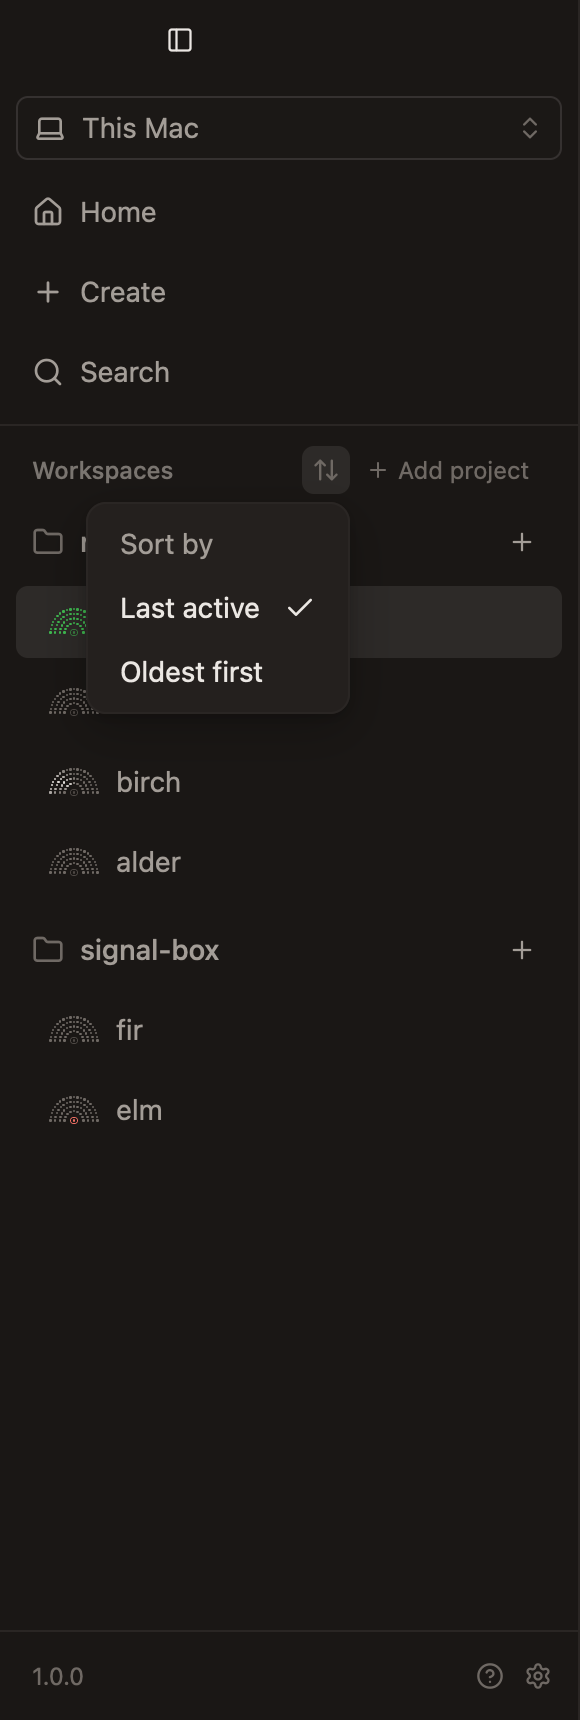 This Mac
Home
Create
Search
Workspaces
Add project
Sort by
Last active
Oldest first
birch
alder
signal-box
fir
elm
1.0.0